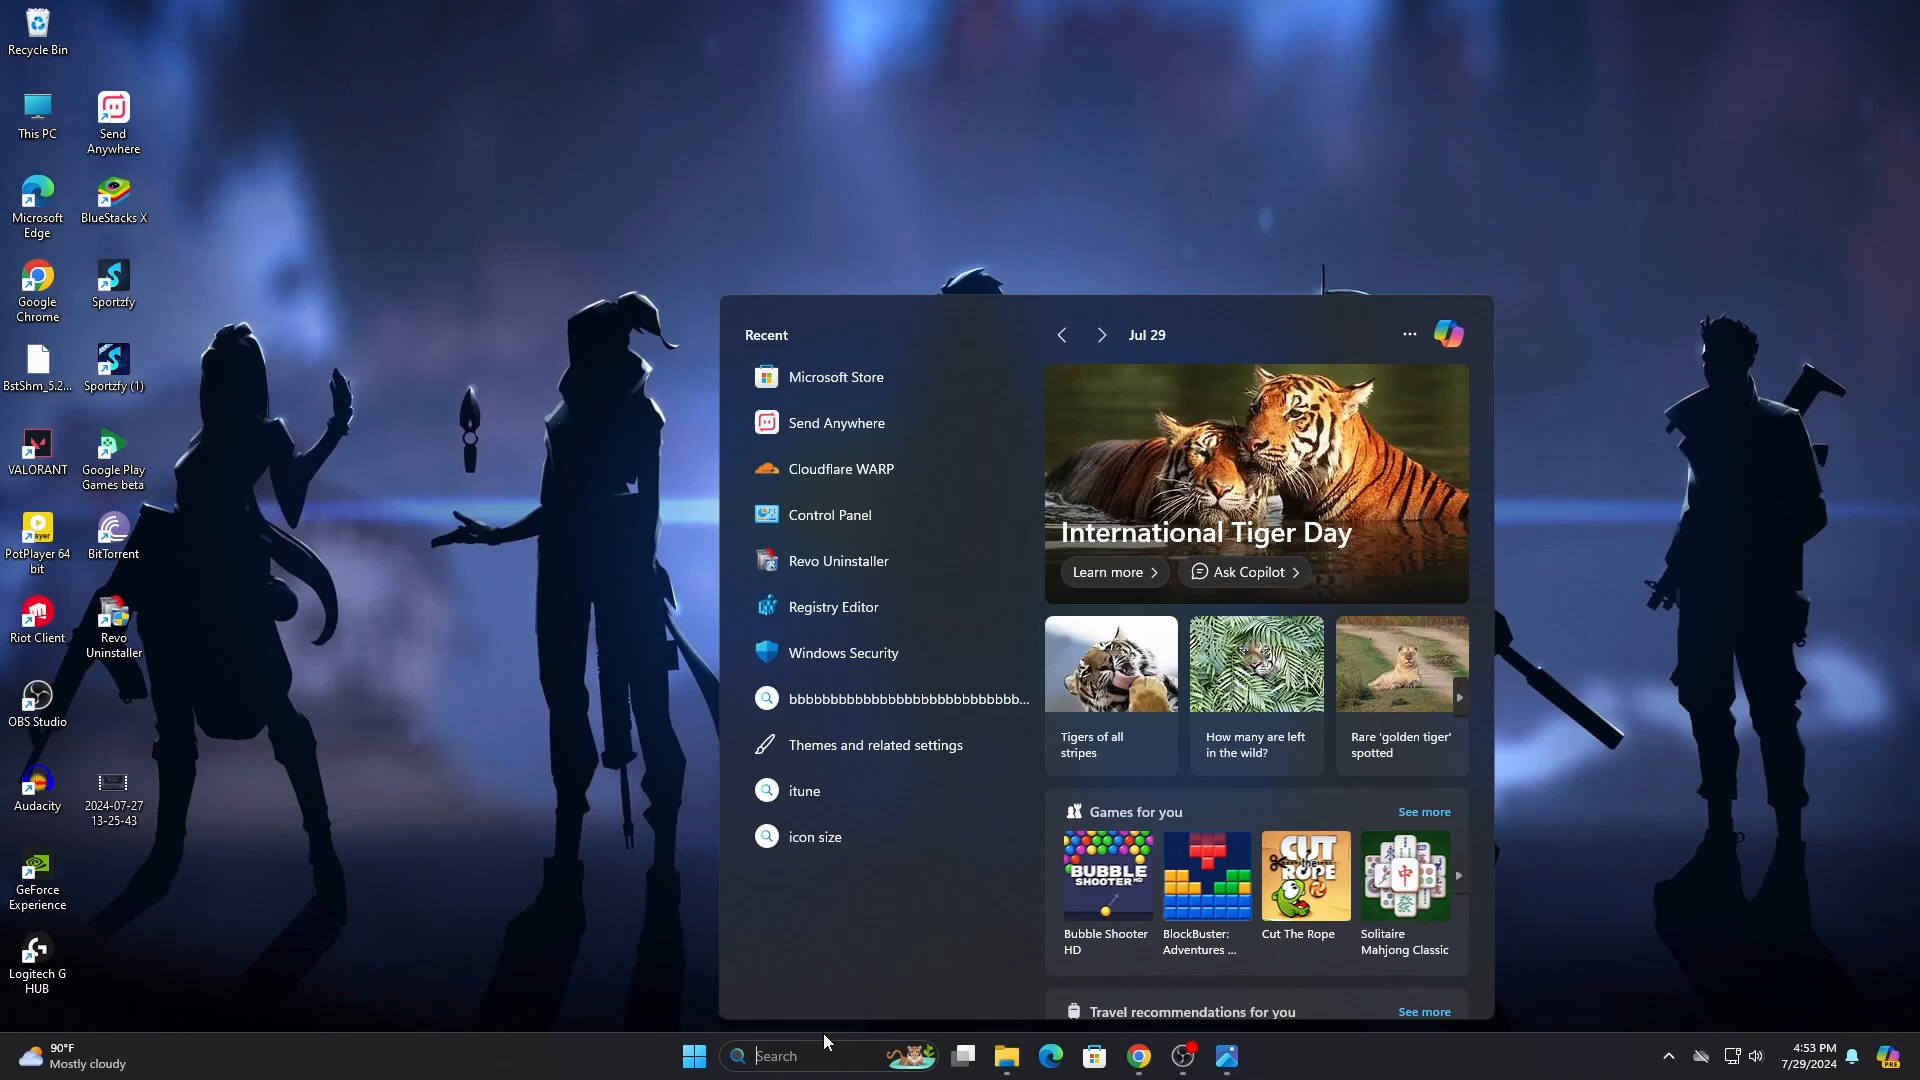 Recycle Bin
This PC
Send
Anywhere
Microsoft
Edge
BlueStacks X
Google
Chrome
Sportzfy
BstShm_5.2...
Sportzfy (1)
VALORANT
Google Play
Games beta
PotPlayer 64
bit
BitTorrent
Riot Client
Revo
Uninstaller
OBS Studio
Audacity
2024-07-27
13-25-43
GeForce
Experience
Logitech G
HUB
Recent
Microsoft Store
Send Anywhere
Cloudflare WARP
Control Panel
Revo Uninstaller
Registry Editor
Windows Security
bbbbbbbbbbbbbbbbbbbbbbbbbbbb...
Themes and related settings
itune
icon size
Jul 29
International Tiger Day
Learn more
Ask Copilot
Tigers of all
stripes
How many are left
in the wild?
Rare 'golden tiger'
spotted
Games for you
See more
BUBBLE
SHOOTER HD
CUT
the
ROPE
中
發
Bubble Shooter
HD
BlockBuster:
Adventures ...
Cut The Rope
Solitaire
Mahjong Classic
Travel recommendations for you
See more
90°F
Mostly cloudy
Search
4:53 PM
7/29/2024
PRE